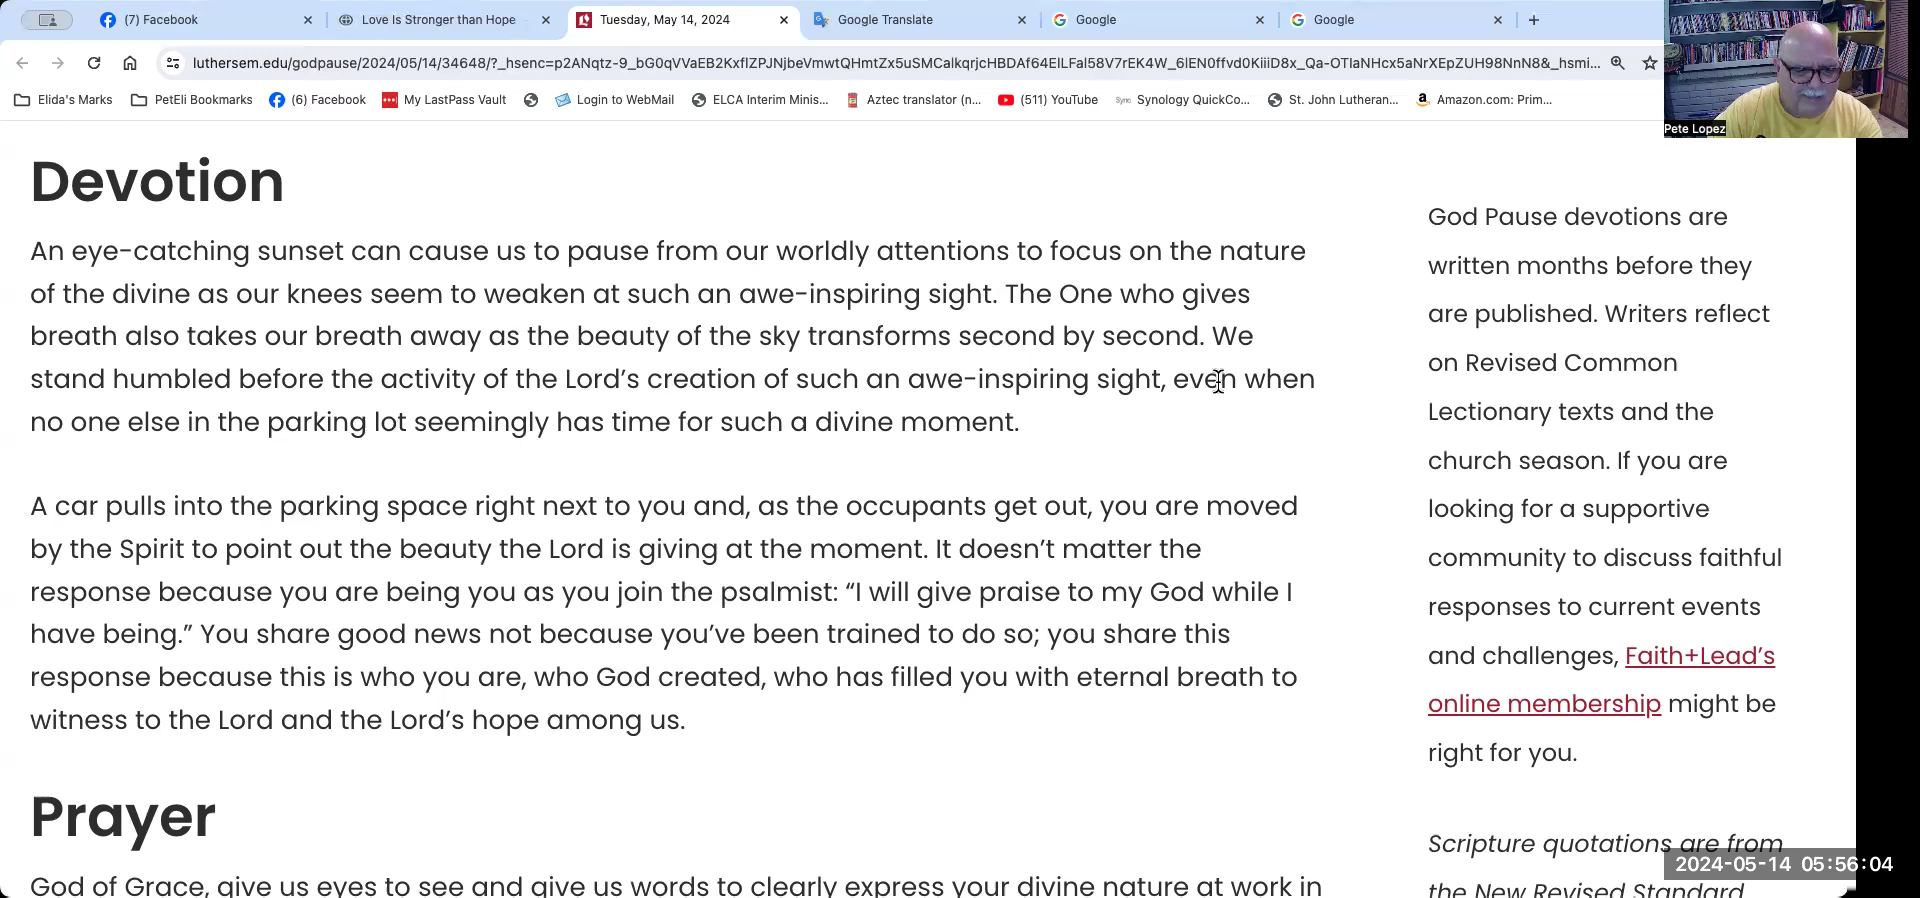 (7) Facebook
Love Is Stronger than Hope
Tuesday, May 14, 2024
Google Translate
Google
Google
luthersem.edu/godpause/2024/05/14/34648/?_hsenc=p2ANqtz-9_bG0qVVaEB2KxflZPJNjbeVmwtQHmtZx5uSMCalkqrjcHBDAf64ElLFal58V7rEK4W_6lEN0ffvd0KiiiD8x_Qa-OTlaNHcx5aNrXEpZUH98NnN8&_hsmi...
Elida's Marks
PetEli Bookmarks
(6) Facebook
My LastPass Vault
Login to WebMail
ELCA Interim Minis...
Aztec translator (n...
(511) YouTube
Synology QuickCo...
St. John Lutheran...
Amazon.com: Prim...
Pete Lopez
Devotion
An eye-catching sunset can cause us to pause from our worldly attentions to focus on the nature
of the divine as our knees seem to weaken at such an awe-inspiring sight. The One who gives
breath also takes our breath away as the beauty of the sky transforms second by second. We
stand humbled before the activity of the Lord’s creation of such an awe-inspiring sight, even when
no one else in the parking lot seemingly has time for such a divine moment.
A car pulls into the parking space right next to you and, as the occupants get out, you are moved
by the Spirit to point out the beauty the Lord is giving at the moment. It doesn’t matter the
response because you are being you as you join the psalmist: “I will give praise to my God while I
have being.” You share good news not because you’ve been trained to do so; you share this
response because this is who you are, who God created, who has filled you with eternal breath to
witness to the Lord and the Lord’s hope among us.
Prayer
God of Grace, give us eyes to see and give us words to clearly express your divine nature at work in
God Pause devotions are
written months before they
are published. Writers reflect
on Revised Common
Lectionary texts and the
church season. If you are
looking for a supportive
community to discuss faithful
responses to current events
and challenges, Faith+Lead’s
online membership might be
right for you.
Scripture quotations are from
the New Revised Standard
2024-05-14 05:56:04